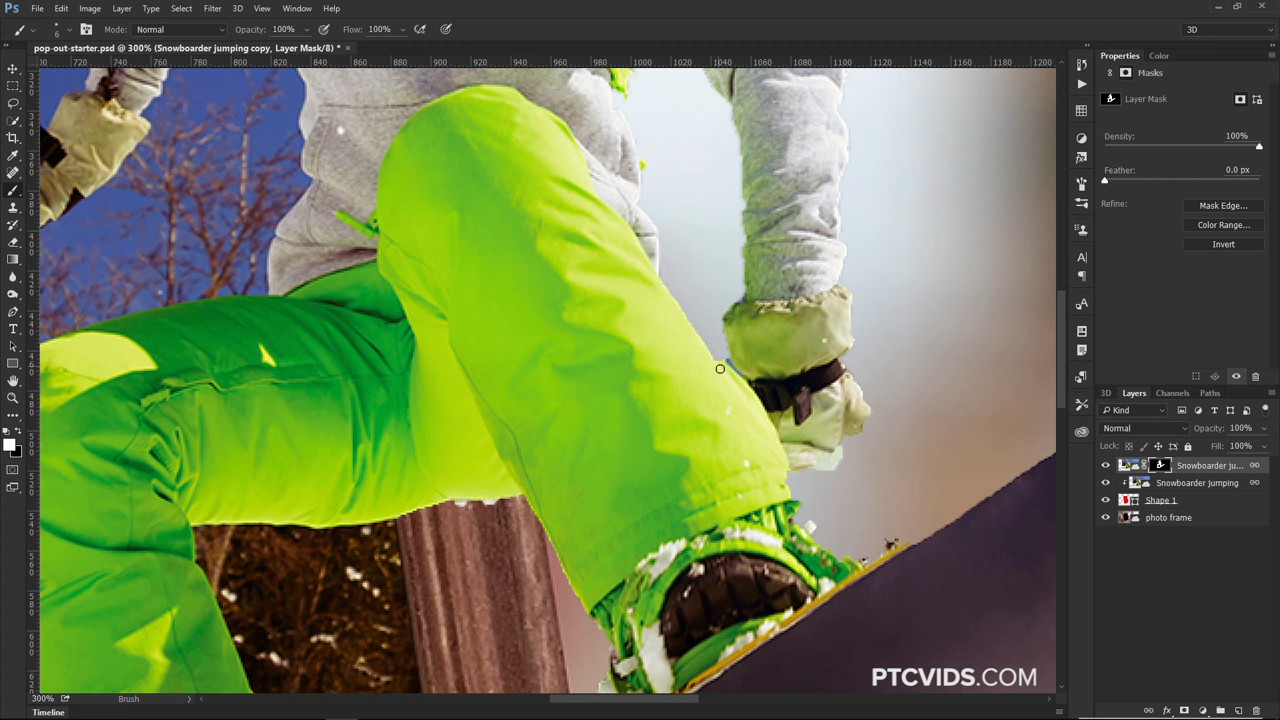 Ps File Edit Image Layer Type Select Filter 3D View Window Help
6 Mode: Normal Opacity: 100% Flow: 100% 3D
pop-out-starter.psd @ 300% (Snowboarder jumping copy, Layer Mask/8) * ×
720 740 760 780 800 820 840 860 880 900 920 940 960 980 1000 1020 1040 1060 1080 1100 1120 1140 1160 1180 1200
Properties Color
Masks
Layer Mask
Density: 100%
Feather: 0.0 px
Refine: Mask Edge...
Color Range...
Invert
3D Layers Channels Paths
Kind
Normal Opacity: 100%
Lock: Fill: 100%
Snowboarder ju...
Snowboarder jumping
Shape 1
photo frame
PTCVIDS.COM
300% Brush
Timeline